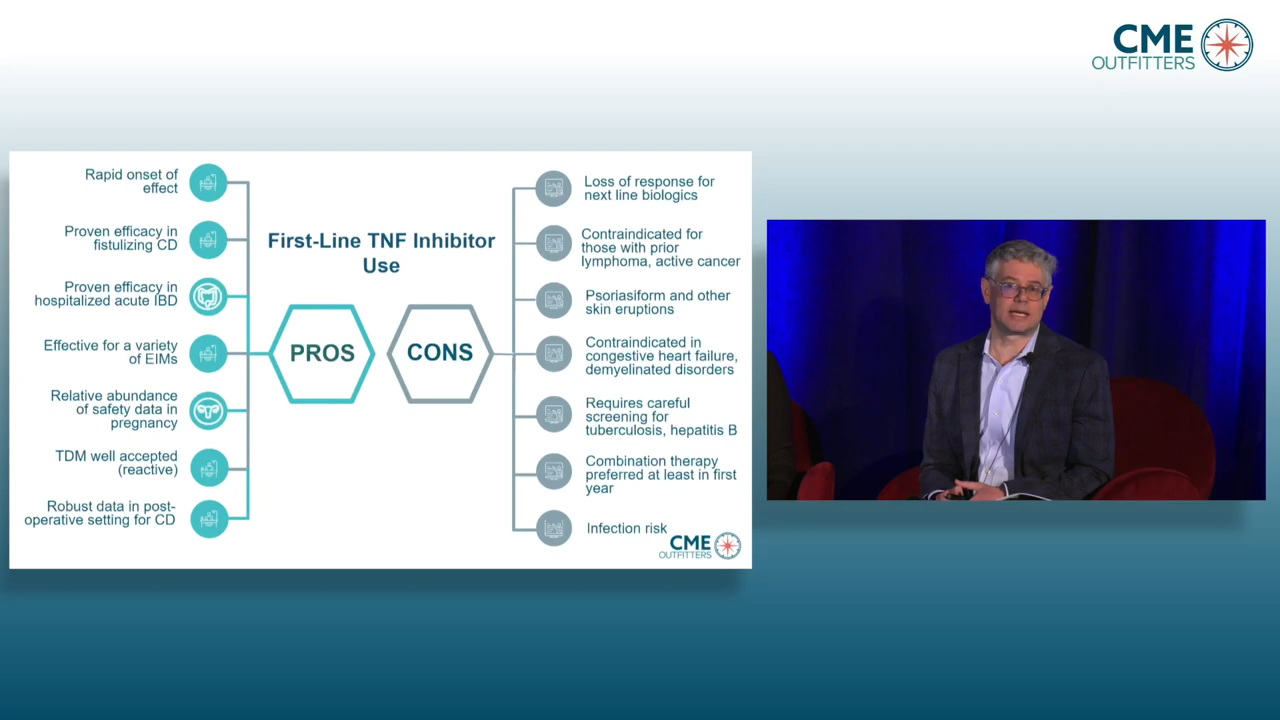 CME
OUTFITTERS
Rapid onset of
effect
Proven efficacy in
fistulizing CD
Proven efficacy in
hospitalized acute IBD
Effective for a variety
of EIMs
Relative abundance
of safety data in
pregnancy
TDM well accepted
(reactive)
Robust data in post-
operative setting for CD
First-Line TNF Inhibitor
Use
PROS
CONS
Loss of response for
next line biologics
Contraindicated for
those with prior
lymphoma, active cancer
Psoriasiform and other
skin eruptions
Contraindicated in
congestive heart failure,
demyelinated disorders
Requires careful
screening for
tuberculosis, hepatitis B
Combination therapy
preferred at least in first
year
Infection risk
CME
OUTFITTERS